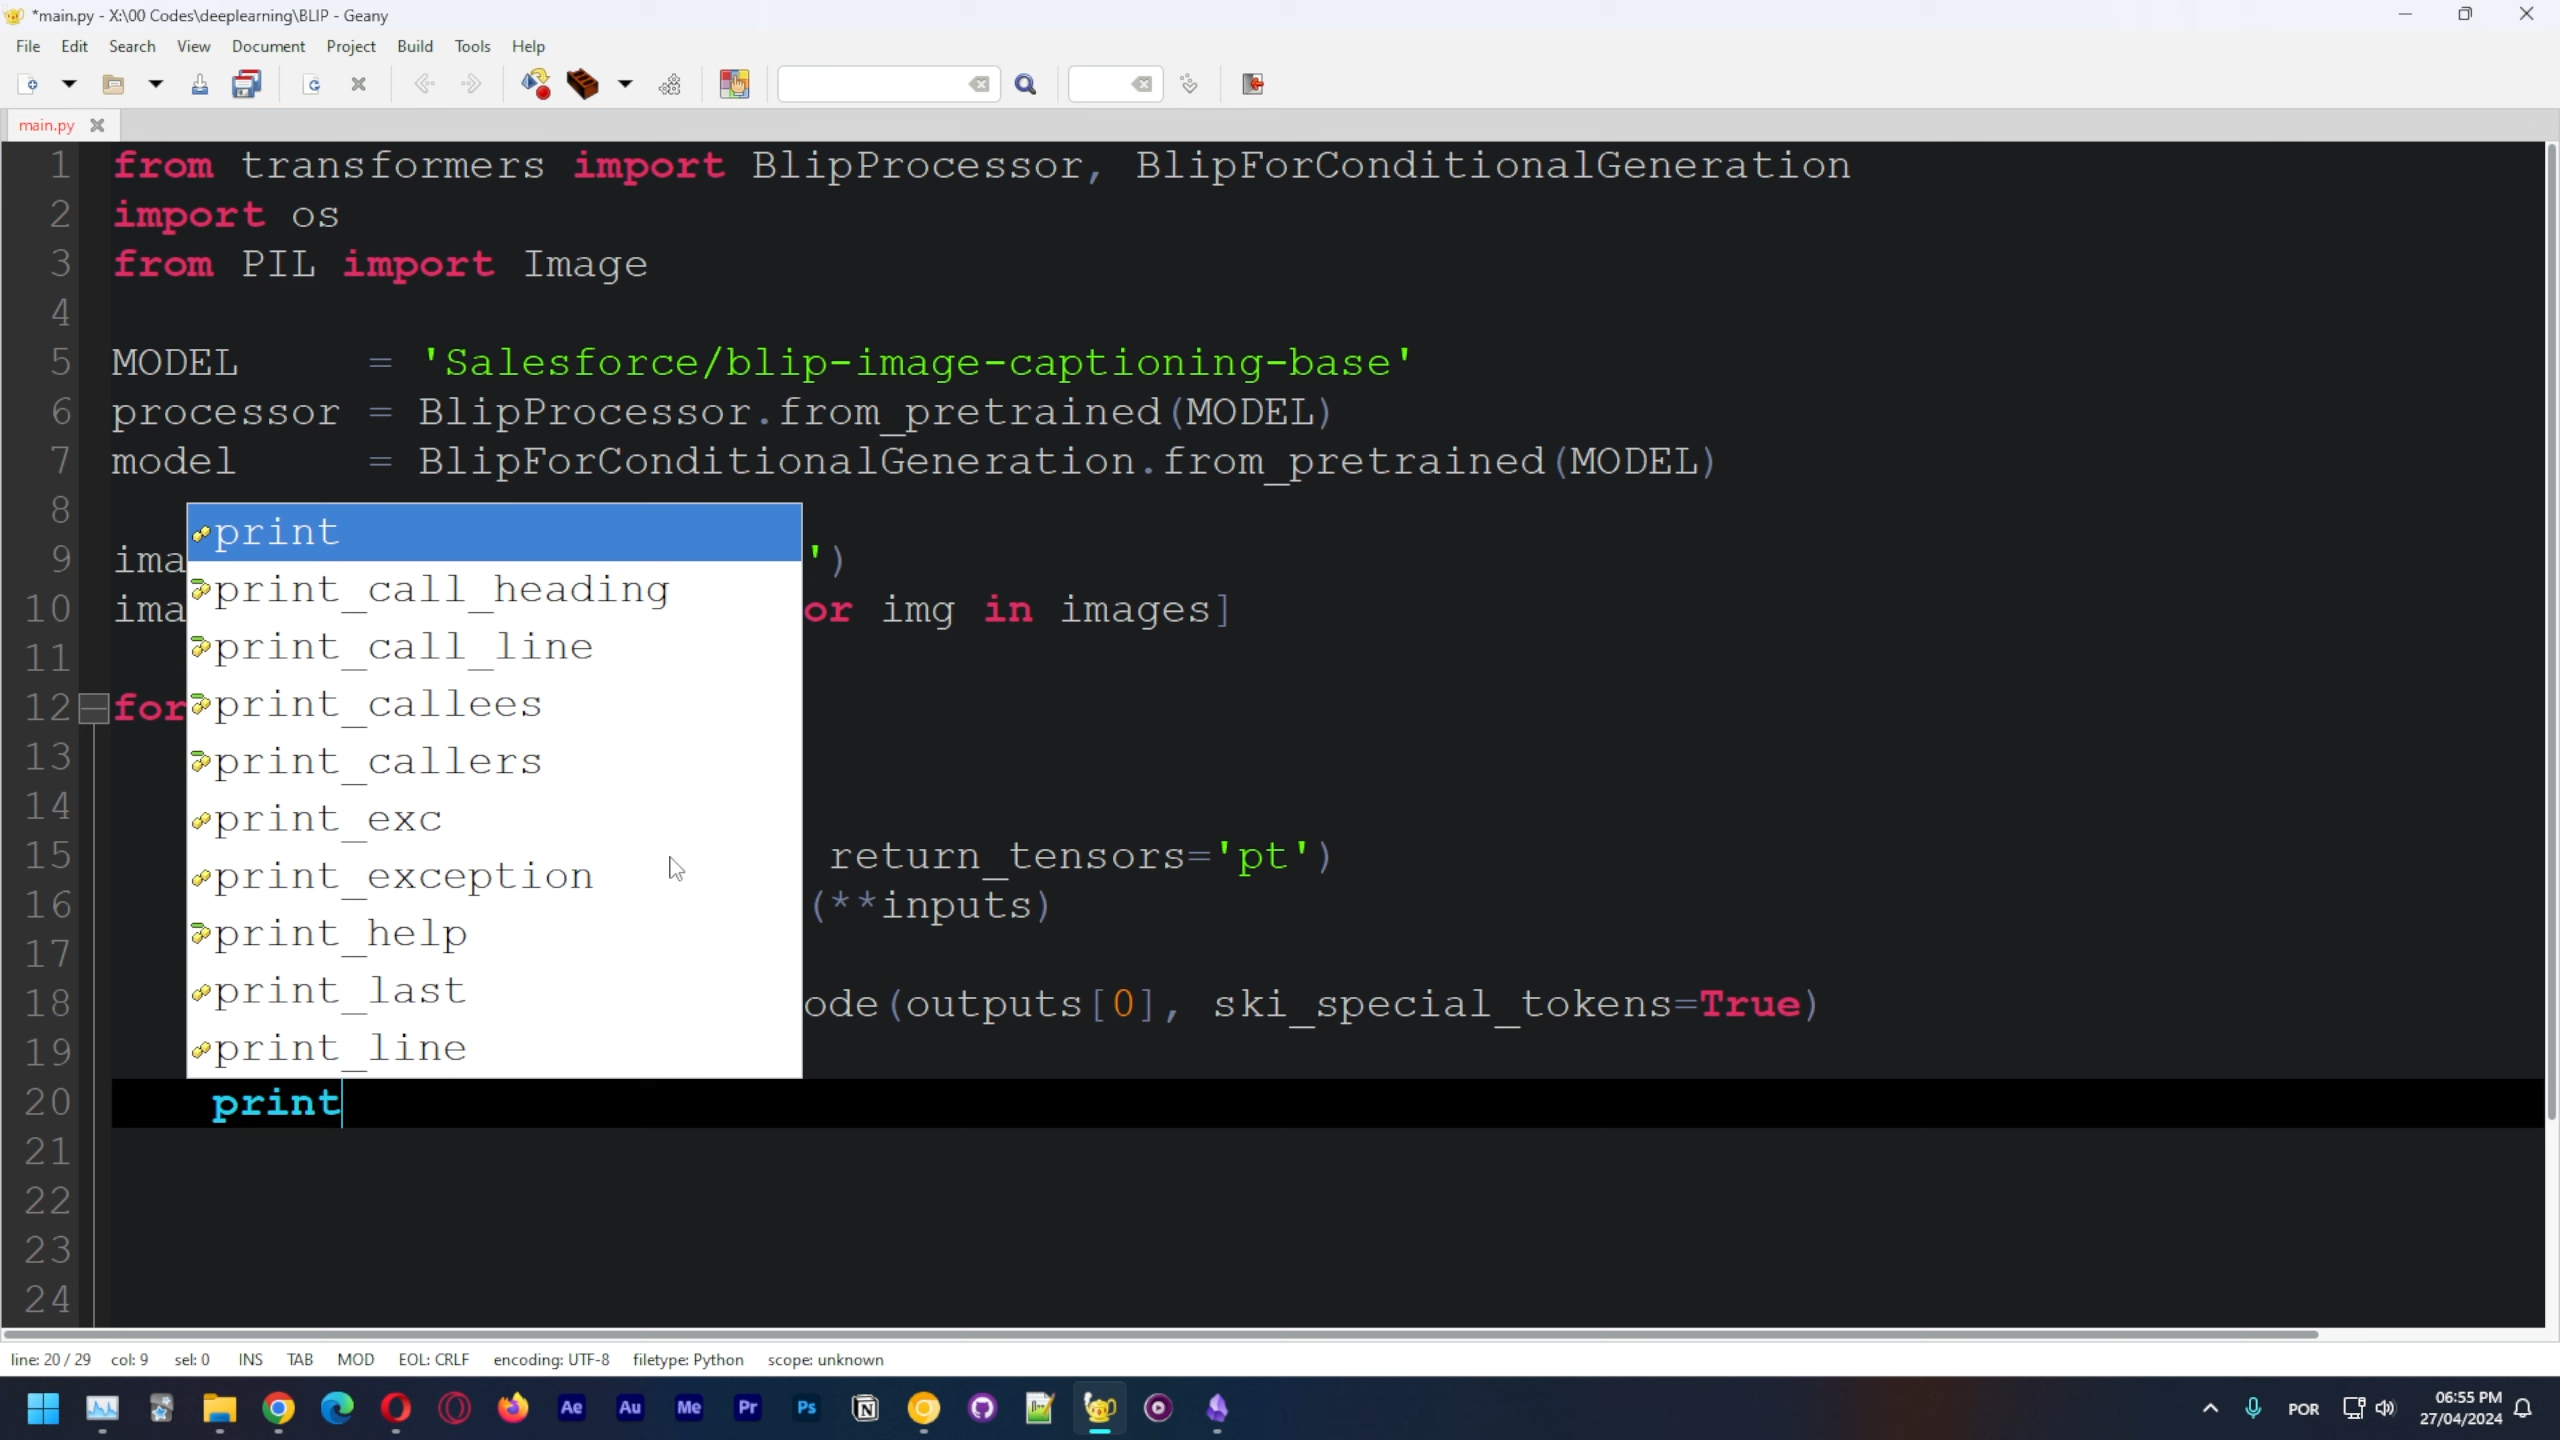 *main.py - X:\00 Codes\deeplearning\BLIP - Geany
File Edit Search View Document Project Build Tools Help
main.py
1 from transformers import BlipProcessor, BlipForConditionalGeneration
2 import os
3 from PIL import Image
4
5 MODEL = 'Salesforce/blip-image-captioning-base'
6 processor = BlipProcessor.from_pretrained(MODEL)
7 model = BlipForConditionalGeneration.from_pretrained(MODEL)
8
print
9 ima ')
print_call_heading
10 ima or img in images]
print_call_line
11
12 for
print_callees
13
print_callers
14
print_exc
15 return_tensors='pt')
print_exception
16 (**inputs)
print_help
17
print_last
18 ode(outputs[0], ski_special_tokens=True)
print_line
19
20 print
21
22
23
24
line: 20 / 29 col: 9 sel: 0 INS TAB MOD EOL: CRLF encoding: UTF-8 filetype: Python scope: unknown
Ae Au Me Pr Ps N POR 06:55 PM
27/04/2024